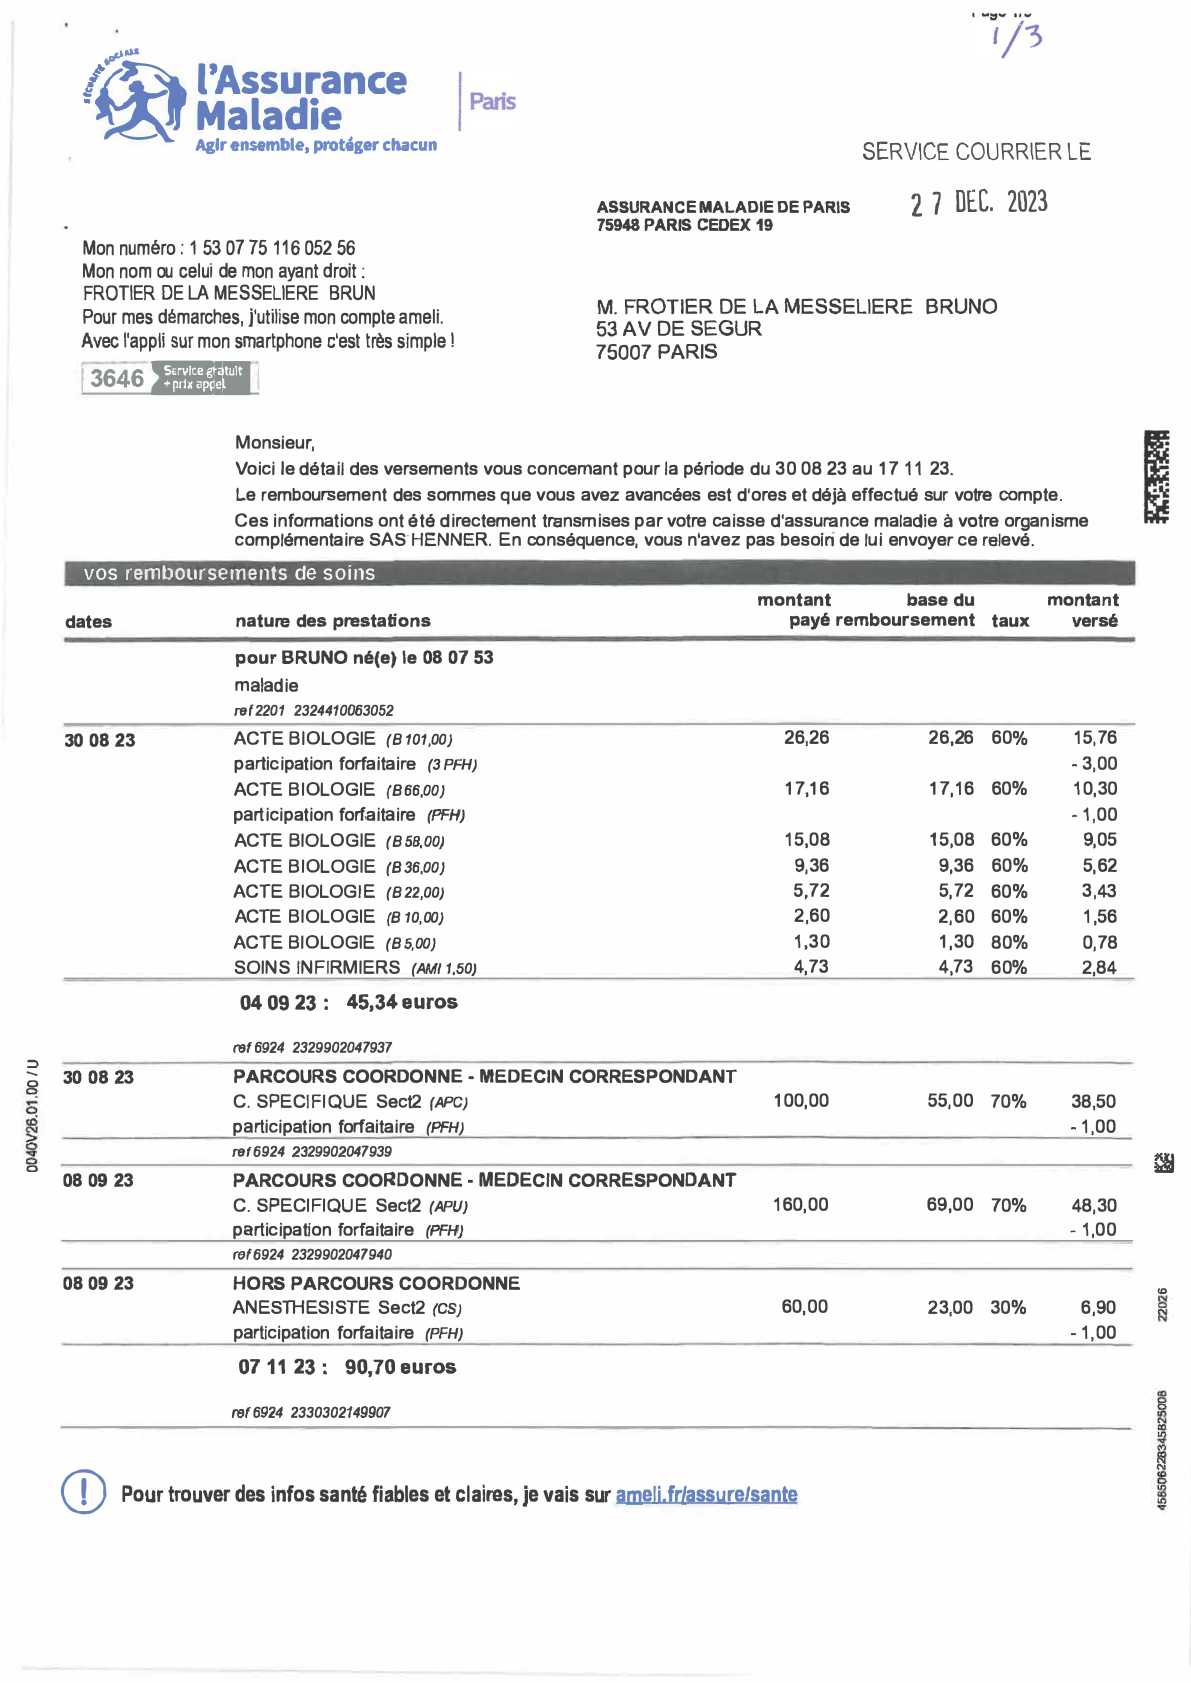 1/3
SÉCURITÉ SOCIALE
l'Assurance
Maladie
Agir ensemble, protéger chacun
Paris
SERVICE COURRIER LE
27 DEC. 2023
ASSURANCE MALADIE DE PARIS
75948 PARIS CEDEX 19
Mon numéro : 1 53 07 75 116 052 56
Mon nom ou celui de mon ayant droit :
FROTIER DE LA MESSELIERE BRUN
Pour mes démarches, j'utilise mon compte ameli.
Avec l'appli sur mon smartphone c'est très simple !
3646 Service gratuit + prix appel
M. FROTIER DE LA MESSELIERE BRUNO
53 AV DE SEGUR
75007 PARIS
Monsieur,
Voici le détail des versements vous concernant pour la période du 30 08 23 au 17 11 23.
Le remboursement des sommes que vous avez avancées est d'ores et déjà effectué sur votre compte.
Ces informations ont été directement transmises par votre caisse d'assurance maladie à votre organisme
complémentaire SAS HENNER. En conséquence, vous n'avez pas besoin de lui envoyer ce relevé.
vos remboursements de soins
dates nature des prestations montant payé base du remboursement taux montant versé
pour BRUNO né(e) le 08 07 53
maladie
ref 2201 2324410063052
30 08 23 ACTE BIOLOGIE (B 101,00) 26,26 26,26 60% 15,76
participation forfaitaire (3 PFH) - 3,00
ACTE BIOLOGIE (B 66,00) 17,16 17,16 60% 10,30
participation forfaitaire (PFH) - 1,00
ACTE BIOLOGIE (B 58,00) 15,08 15,08 60% 9,05
ACTE BIOLOGIE (B 36,00) 9,36 9,36 60% 5,62
ACTE BIOLOGIE (B 22,00) 5,72 5,72 60% 3,43
ACTE BIOLOGIE (B 10,00) 2,60 2,60 60% 1,56
ACTE BIOLOGIE (B 5,00) 1,30 1,30 80% 0,78
SOINS INFIRMIERS (AMI 1,50) 4,73 4,73 60% 2,84
04 09 23 : 45,34 euros
ref 6924 2329902047937
30 08 23 PARCOURS COORDONNE - MEDECIN CORRESPONDANT
C. SPECIFIQUE Sect2 (APC) 100,00 55,00 70% 38,50
participation forfaitaire (PFH) - 1,00
ref 6924 2329902047939
08 09 23 PARCOURS COORDONNE - MEDECIN CORRESPONDANT
C. SPECIFIQUE Sect2 (APU) 160,00 69,00 70% 48,30
participation forfaitaire (PFH) - 1,00
ref 6924 2329902047940
08 09 23 HORS PARCOURS COORDONNE
ANESTHESISTE Sect2 (CS) 60,00 23,00 30% 6,90
participation forfaitaire (PFH) - 1,00
07 11 23 : 90,70 euros
ref 6924 2330302149907
Pour trouver des infos santé fiables et claires, je vais sur ameli.fr/assure/sante
0040V26.01.00 / U
22026
458506228345825008